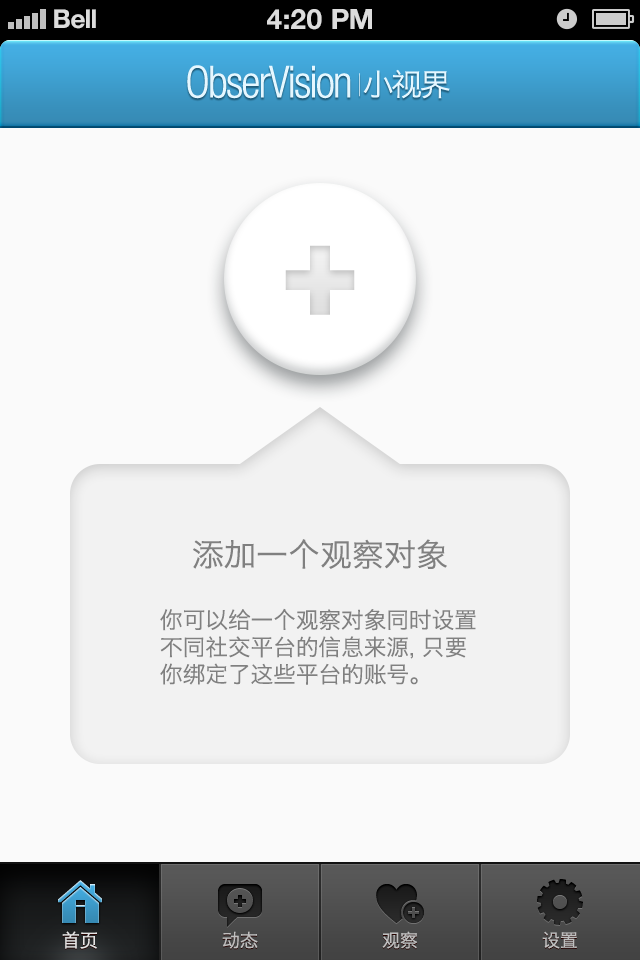 Bell 4:20 PM
ObserVision|小视界
添加一个观察对象
你可以给一个观察对象同时设置
不同社交平台的信息来源, 只要
你绑定了这些平台的账号。
首页 动态 观察 设置